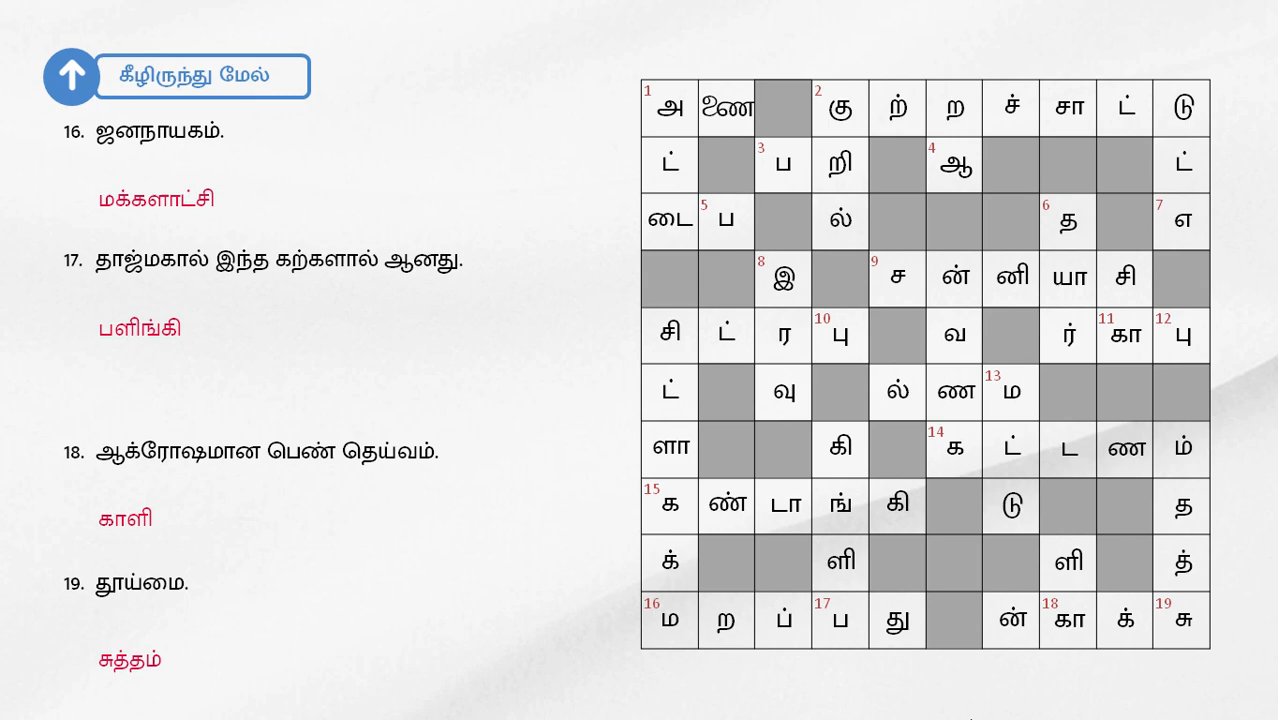 கீழிருந்து மேல்
16. ஜனநாயகம்.
மக்களாட்சி
17. தாஜ்மகால் இந்த கற்களால் ஆனது.
பளிங்கி
18. ஆக்ரோஷமான பெண் தெய்வம்.
காளி
19. தூய்மை.
சுத்தம்
1 அ ணை 2 கு ற் ற ச் சா ட் டு
ட் 3 ப றி 4 ஆ ட்
டை 5 ப ல் 6 த 7 எ
8 இ 9 ச ன் னி யா சி
சி ட் ர 10 பு வ ர் 11 கா 12 பு
ட் வு ல் ண 13 ம
ளா கி 14 க ட் ட ண ம்
15 க ண் டா ங் கி டு த
க் ளி ளி த்
16 ம ற ப் 17 ப து ன் 18 கா க் 19 சு